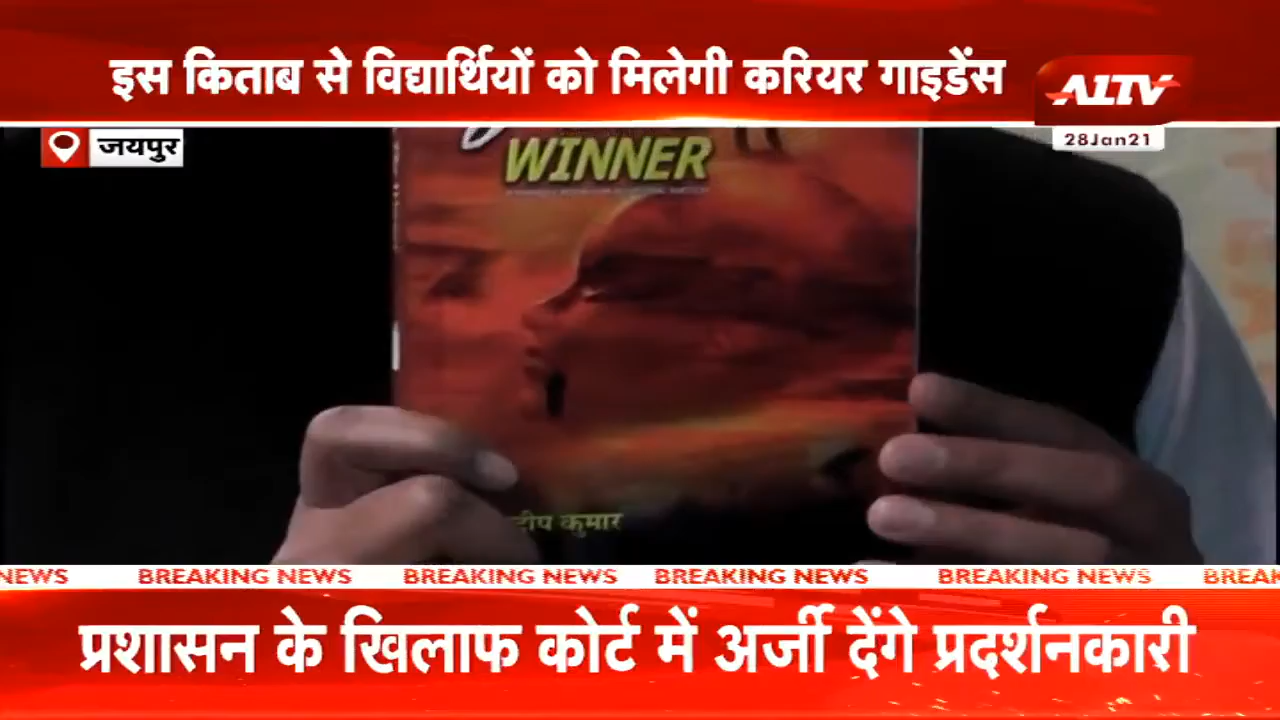 इस किताब से विद्यार्थियों को मिलेगी करियर गाइडेंस
ALTV
28Jan21
जयपुर
WINNER
कुमार
NEWS BREAKING NEWS BREAKING NEWS BREAKING NEWS BREAKING NEWS BREA
प्रशासन के खिलाफ कोर्ट में अर्जी देंगे प्रदर्शनकारी